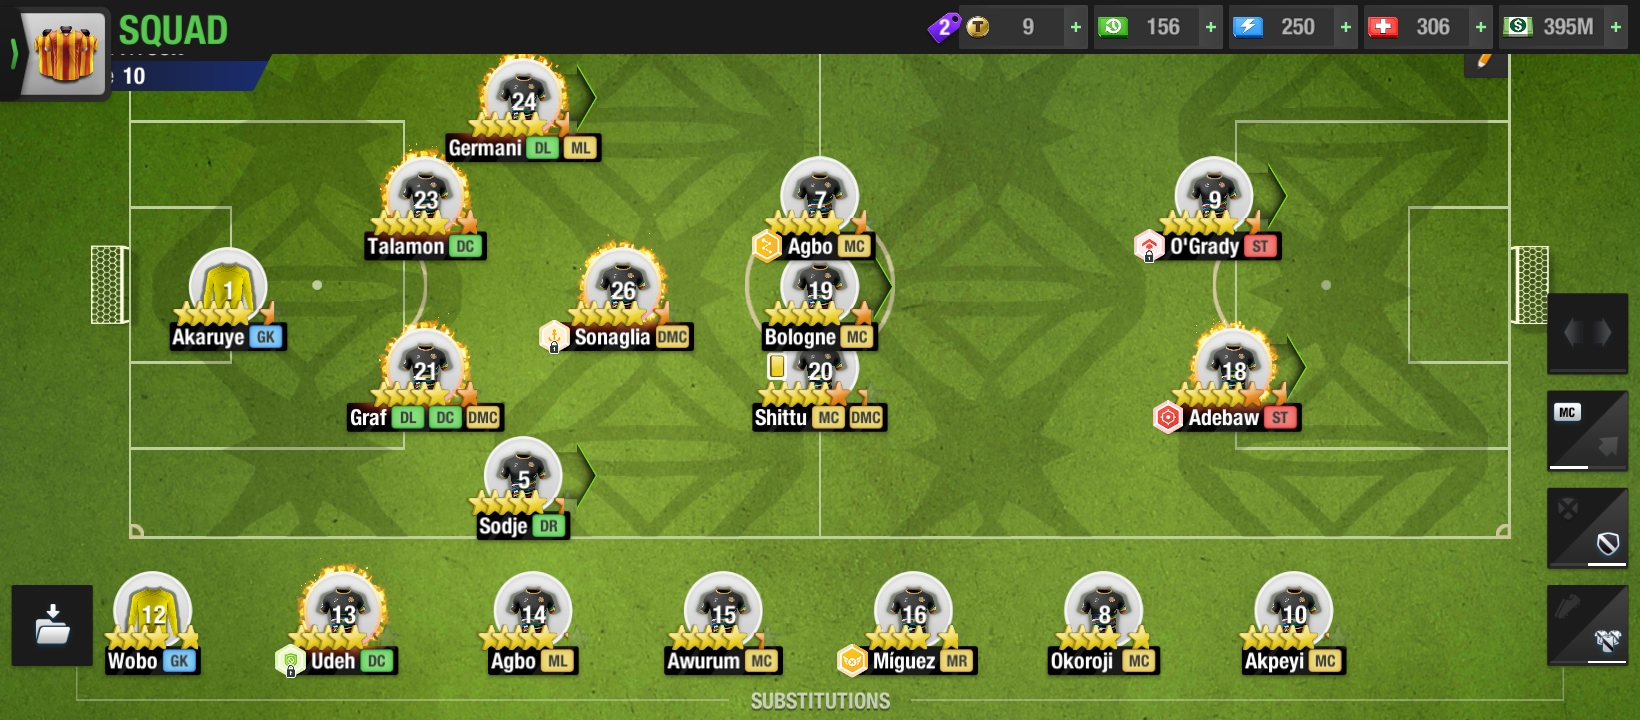 SQUAD
2
9 +
156 +
250 +
306 +
395M +
10
24
Germani DL ML
23
Talamon DC
7
Agbo MC
9
O'Grady ST
1
Akaruye GK
26
Sonaglia DMC
19
Bologne MC
21
Graf DL DC DMC
20
Shittu MC DMC
18
Adebaw ST
MC
5
Sodje DR
12
Wobo GK
13
Udeh DC
14
Agbo ML
15
Awurum MC
16
Míguez MR
8
Okoroji MC
10
Akpeyi MC
SUBSTITUTIONS